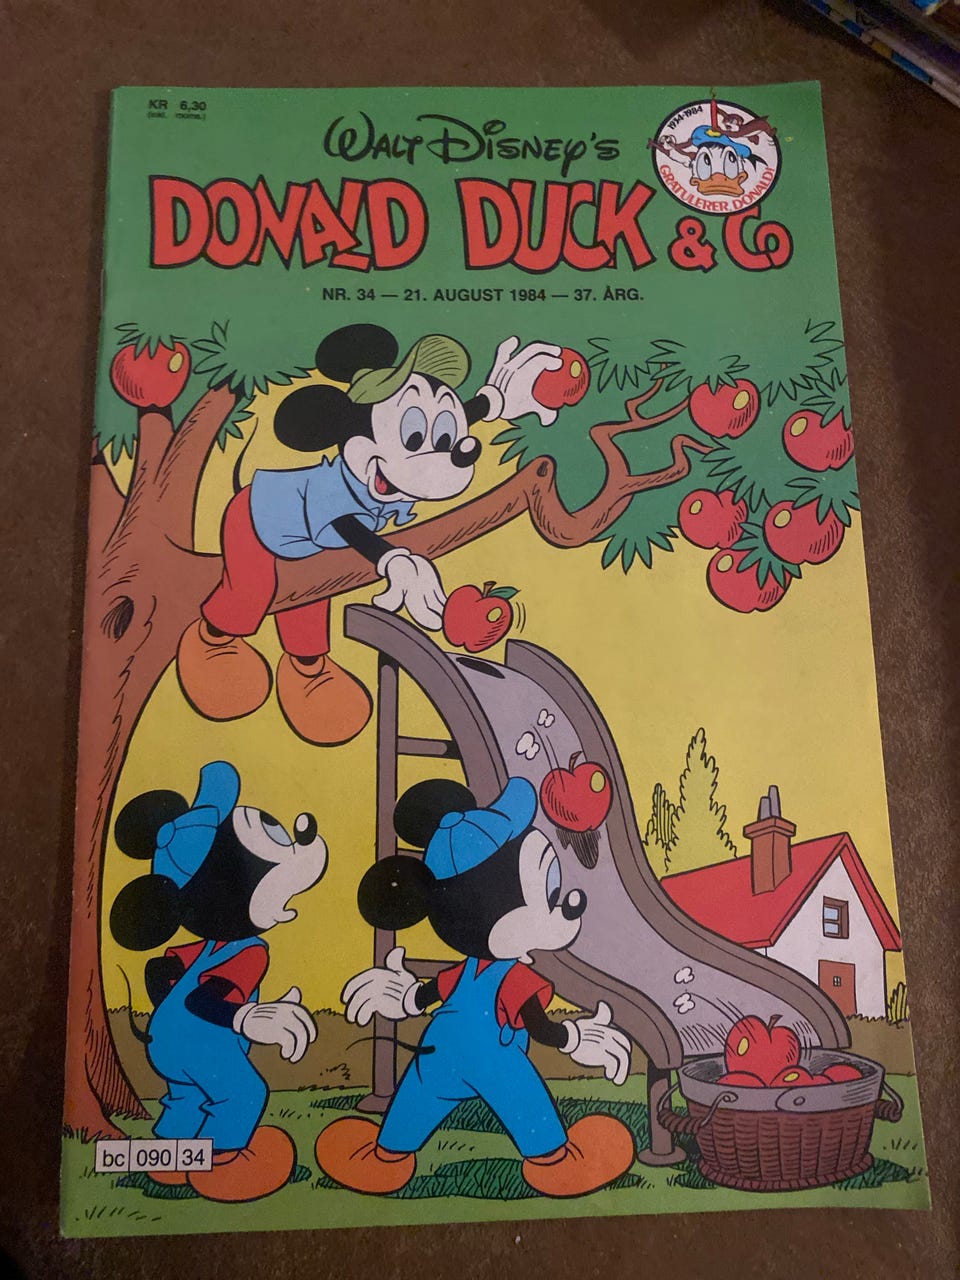 KR 6,30
(inkl. moms.)
WALT DISNEY'S
1934-1984
GRATULERER, DONALD!
DONALD DUCK & Co
NR. 34 — 21. AUGUST 1984 — 37. ÅRG.
bc 090 34